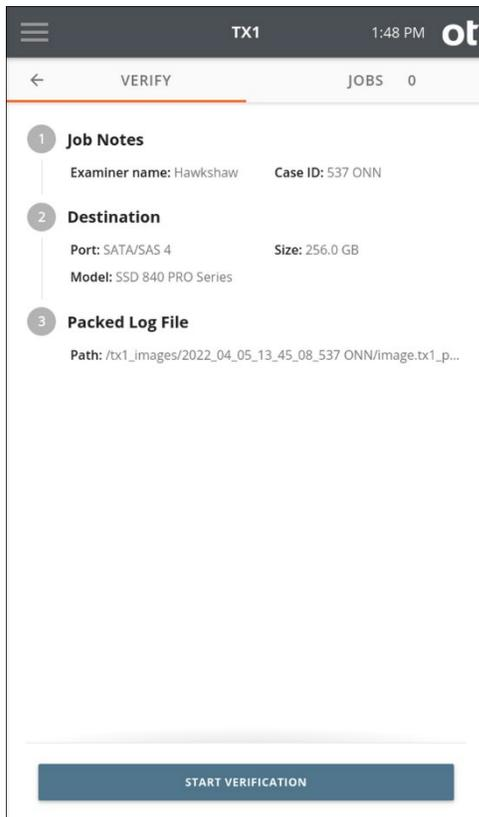 TX1
1:48 PM
ot
← VERIFY
JOBS 0
1 Job Notes
Examiner name: Hawkshaw Case ID: 537 ONN
2 Destination
Port: SATA/SAS 4 Size: 256.0 GB
Model: SSD 840 PRO Series
3 Packed Log File
Path: /tx1_images/2022_04_05_13_45_08_537 ONN/image.tx1_p...
START VERIFICATION